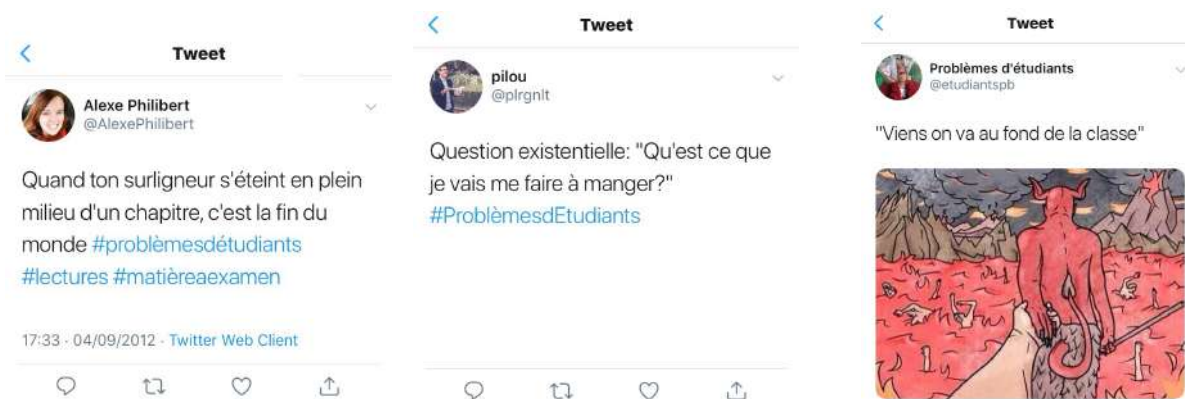 Tweet
Alexe Philibert
@AlexePhilibert
Quand ton surligneur s'éteint en plein
milieu d'un chapitre, c'est la fin du
monde #problèmesdétudiants
#lectures #matièreaexamen
17:33 · 04/09/2012 · Twitter Web Client
Tweet
pilou
@plrgnlt
Question existentielle: "Qu'est ce que
je vais me faire à manger?"
#ProblèmesdEtudiants
Tweet
Problèmes d'étudiants
@etudiantspb
"Viens on va au fond de la classe"